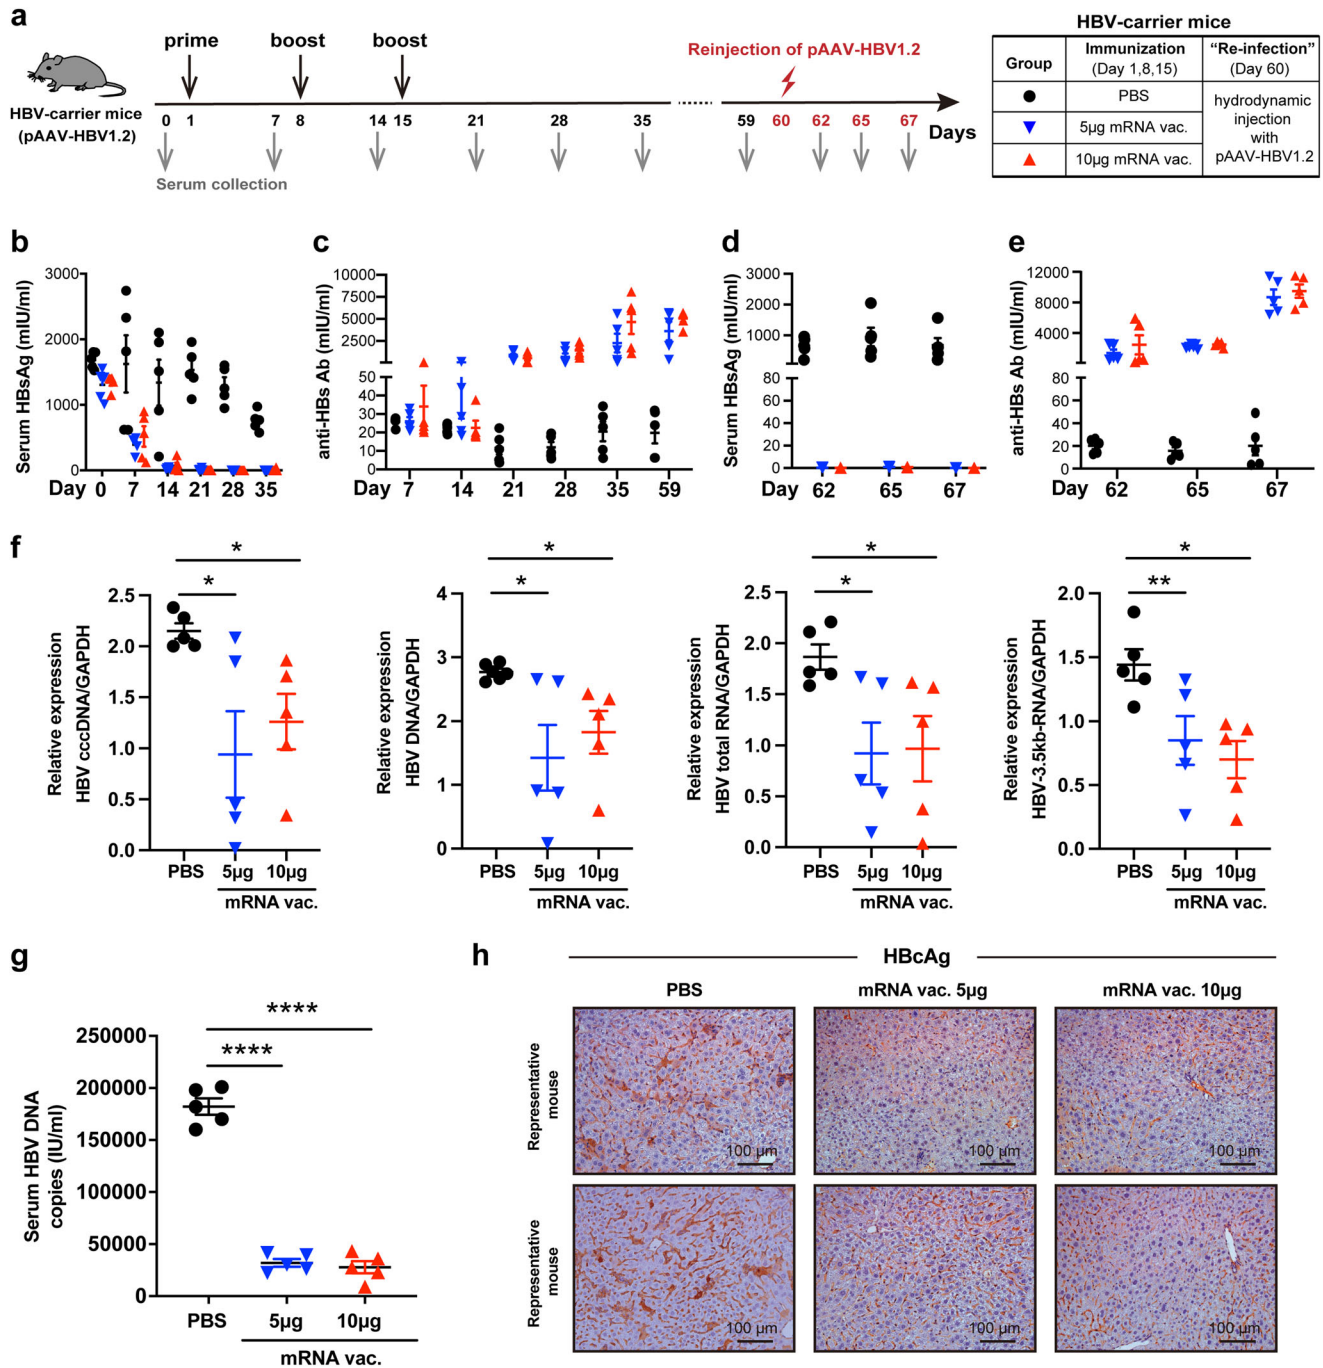 a
prime
boost
boost
Reinjection of pAAV-HBV1.2
HBV-carrier mice
(pAAV-HBV1.2)
0 1 7 8 14 15 21 28 35 59 60 62 65 67
Days
Serum collection
HBV-carrier mice
Group
Immunization
(Day 1,8,15)
“Re-infection”
(Day 60)
PBS
5µg mRNA vac.
10µg mRNA vac.
hydrodynamic
injection
with
pAAV-HBV1.2
b
Serum HBsAg (mIU/ml)
3000
2000
1000
0
Day 0 7 14 21 28 35
c
anti-HBs Ab (mIU/ml)
10000
7500
5000
2500
50
40
30
20
10
0
Day 7 14 21 28 35 59
d
Serum HBsAg (mIU/ml)
3000
2000
1000
80
60
40
20
0
Day 62 65 67
e
anti-HBs Ab (mIU/ml)
12000
8000
4000
80
60
40
20
0
Day 62 65 67
f
Relative expression
HBV cccDNA/GAPDH
2.5
2.0
1.5
1.0
0.5
0.0
*
*
PBS 5µg 10µg
mRNA vac.
Relative expression
HBV DNA/GAPDH
4
3
2
1
0
*
*
PBS 5µg 10µg
mRNA vac.
Relative expression
HBV total RNA/GAPDH
2.5
2.0
1.5
1.0
0.5
0.0
*
*
PBS 5µg 10µg
mRNA vac.
Relative expression
HBV-3.5kb-RNA/GAPDH
2.0
1.5
1.0
0.5
0.0
*
**
PBS 5µg 10µg
mRNA vac.
g
Serum HBV DNA
copies (IU/ml)
250000
200000
150000
100000
50000
0
****
****
PBS 5µg 10µg
mRNA vac.
h
HBcAg
PBS
mRNA vac. 5µg
mRNA vac. 10µg
Representative
mouse
100 µm
100 µm
100 µm
Representative
mouse
100 µm
100 µm
100 µm